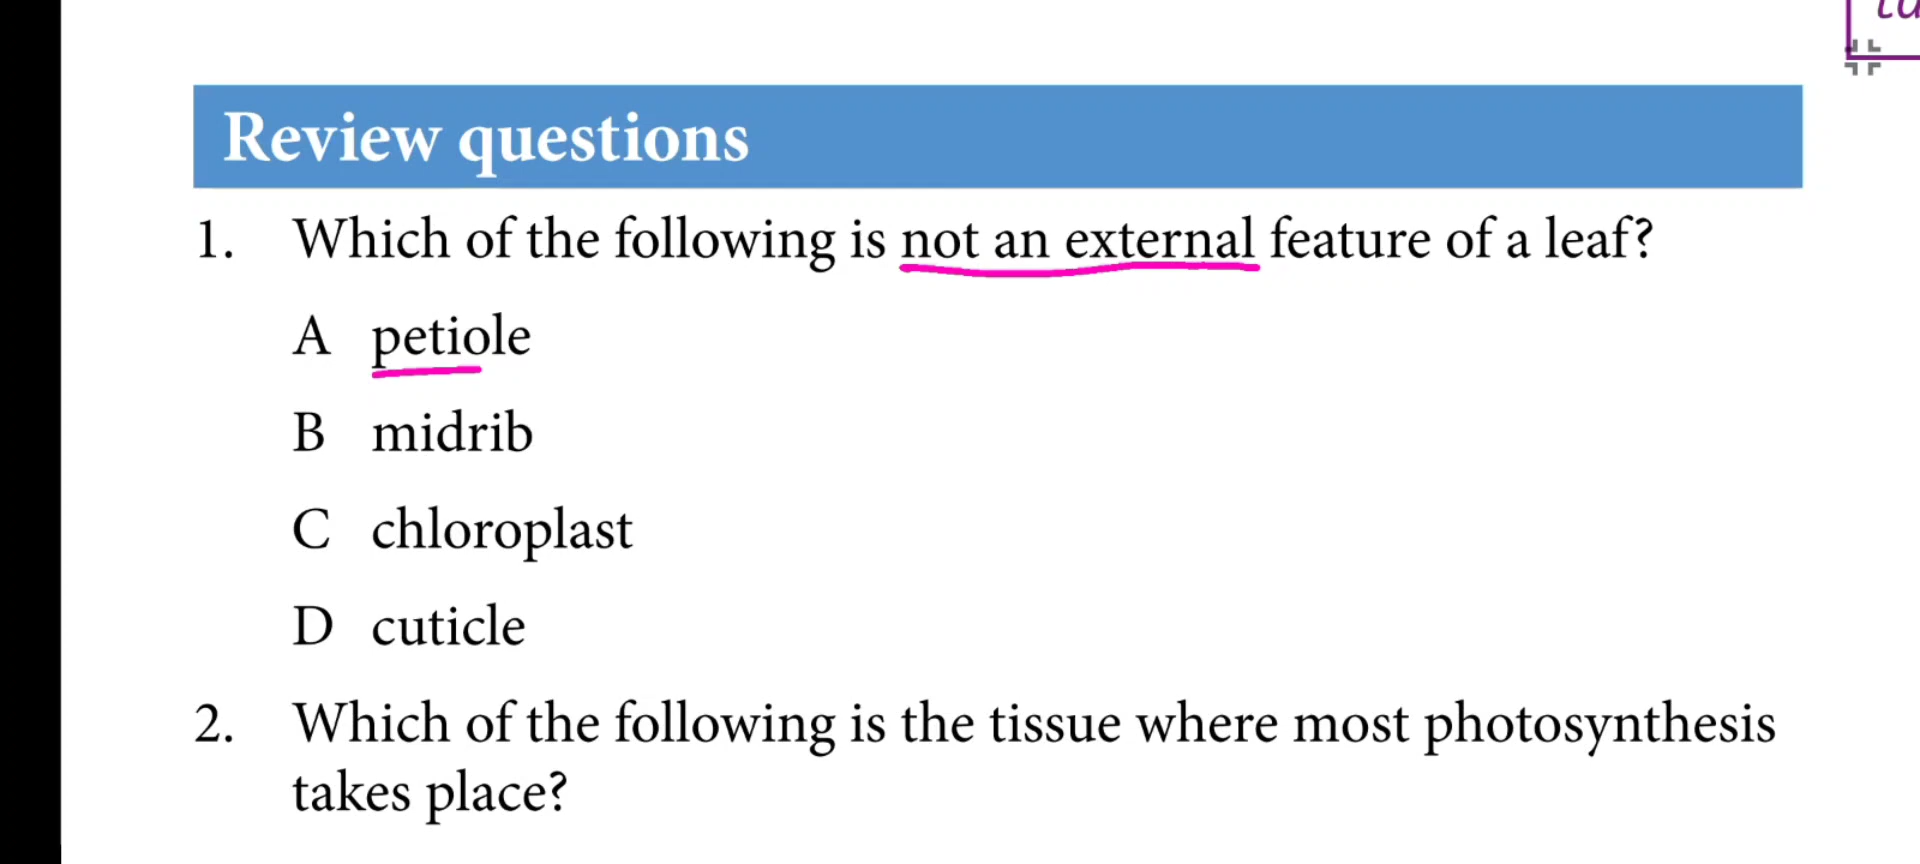 Review questions
1. Which of the following is not an external feature of a leaf?
A petiole
B midrib
C chloroplast
D cuticle
2. Which of the following is the tissue where most photosynthesis
takes place?